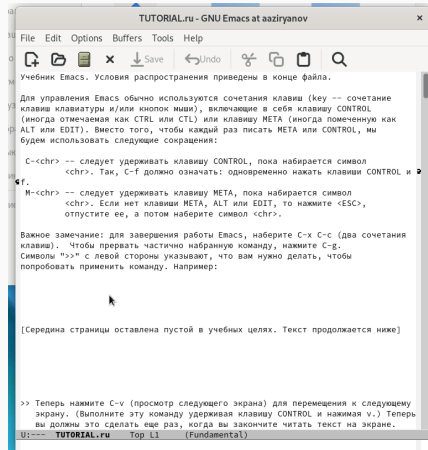 TUTORIAL.ru - GNU Emacs at aaziryanov
File Edit Options Buffers Tools Help
Save Undo
Учебник Emacs. Условия распространения приведены в конце файла.
Для управления Emacs обычно используются сочетания клавиш (key -- сочетание
клавиш клавиатуры и/или кнопок мыши), включающие в себя клавишу CONTROL
(иногда отмечаемая как CTRL или CTL) или клавишу META (иногда помеченную как
ALT или EDIT). Вместо того, чтобы каждый раз писать META или CONTROL, мы
будем использовать следующие сокращения:
C-<chr> -- следует удерживать клавишу CONTROL, пока набирается символ
<chr>. Так, C-f должно означать: одновременно нажать клавиши CONTROL и
f.
M-<chr> -- следует удерживать клавишу META, пока набирается символ
<chr>. Если нет клавиши META, ALT или EDIT, то нажмите <ESC>,
отпустите ее, а потом наберите символ <chr>.
Важное замечание: для завершения работы Emacs, наберите C-x C-c (два сочетания
клавиш). Чтобы прервать частично набранную команду, нажмите C-g.
Символы ">>" с левой стороны указывают, что вам нужно делать, чтобы
попробовать применить команду. Например:
[Середина страницы оставлена пустой в учебных целях. Текст продолжается ниже]
>> Теперь нажмите C-v (просмотр следующего экрана) для перемещения к следующему
экрану. (Выполните эту команду удерживая клавишу CONTROL и нажимая v.) Теперь
вы должны это сделать еще раз, когда вы закончите читать текст на экране.
U:--- TUTORIAL.ru Top L1 (Fundamental)